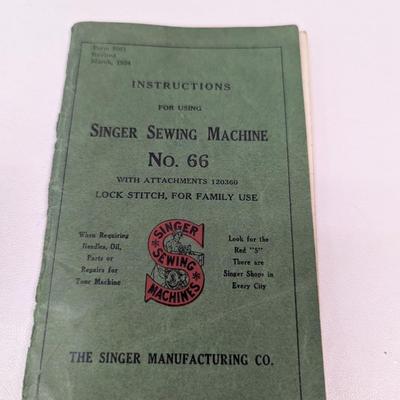 Revised
March, 1924
INSTRUCTIONS
FOR USING
SINGER SEWING MACHINE
No. 66
WITH ATTACHMENTS 120360
LOCK STITCH, FOR FAMILY USE
When Requiring
Needles, Oil,
Parts or
Repairs for
Your Machine
SINGER
SEWING
MACHINES
Look for the
Red "S"
There are
Singer Shops in
Every City
THE SINGER MANUFACTURING CO.